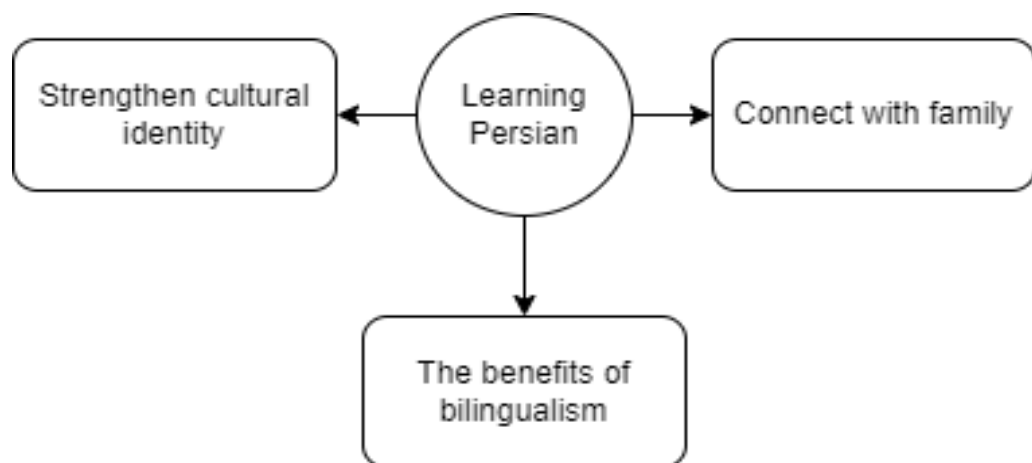 Strengthen cultural
identity
Learning
Persian
Connect with family
The benefits of
bilingualism